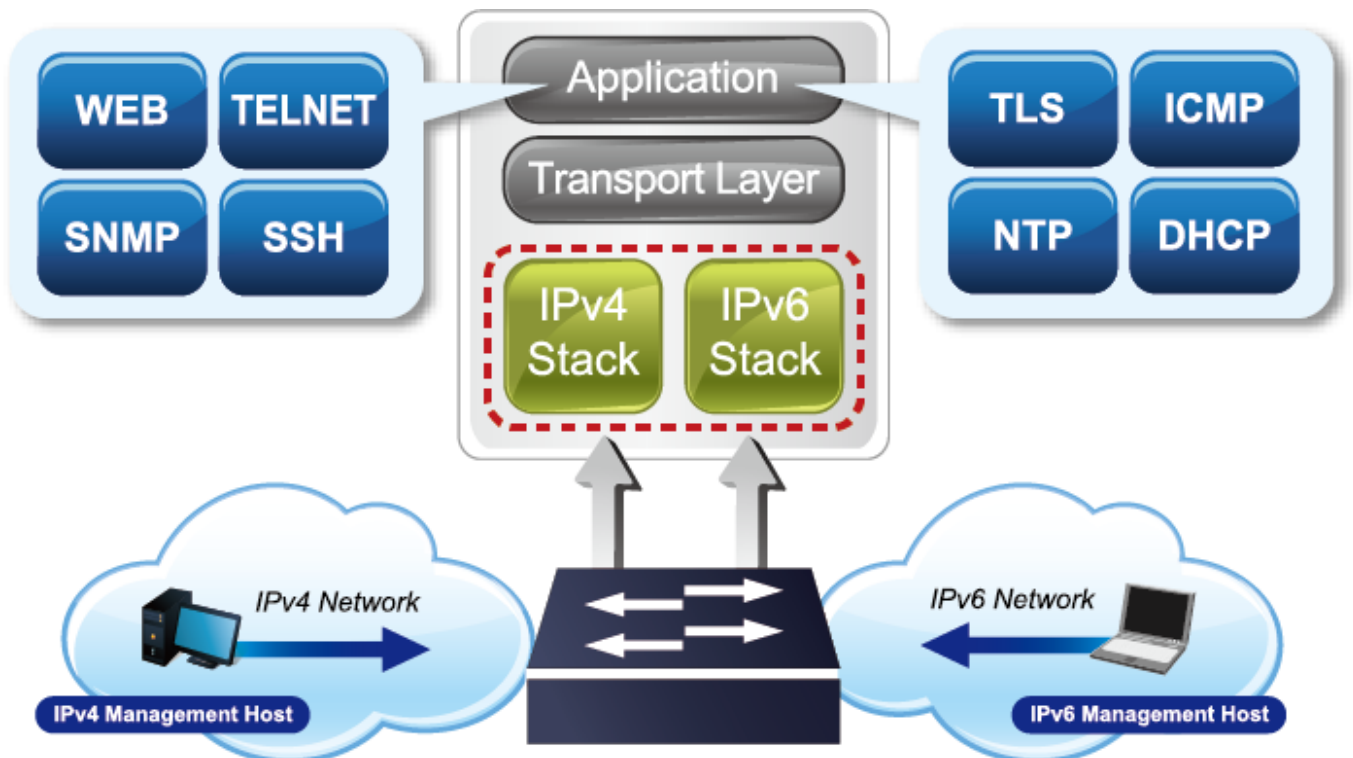 Application
WEB
TELNET
TLS
ICMP
Transport Layer
SNMP
SSH
NTP
DHCP
IPv4
Stack
IPv6
Stack
IPv4 Network
IPv6 Network
IPv4 Management Host
IPv6 Management Host